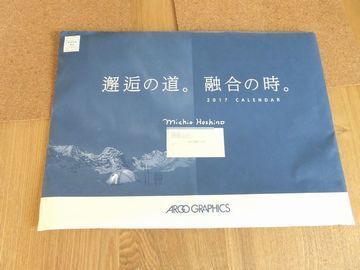 邂逅の道。融合の時。
2017 CALENDAR
Michio Hoshino
ARGO GRAPHICS